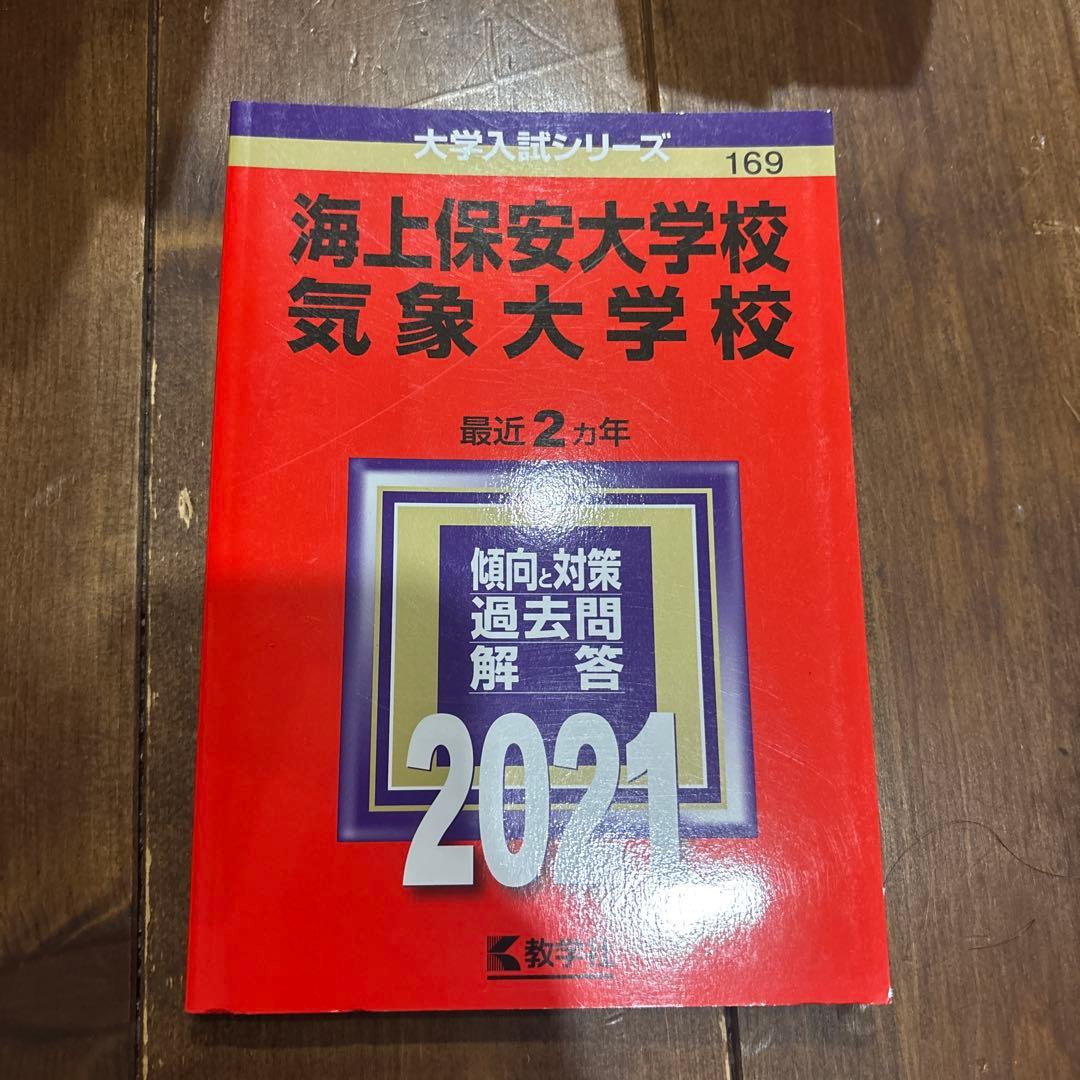 大学入試シリーズ
169
海上保安大学校
気象大学校
最近2カ年
傾向と対策
過去問
解答
2021
教学社